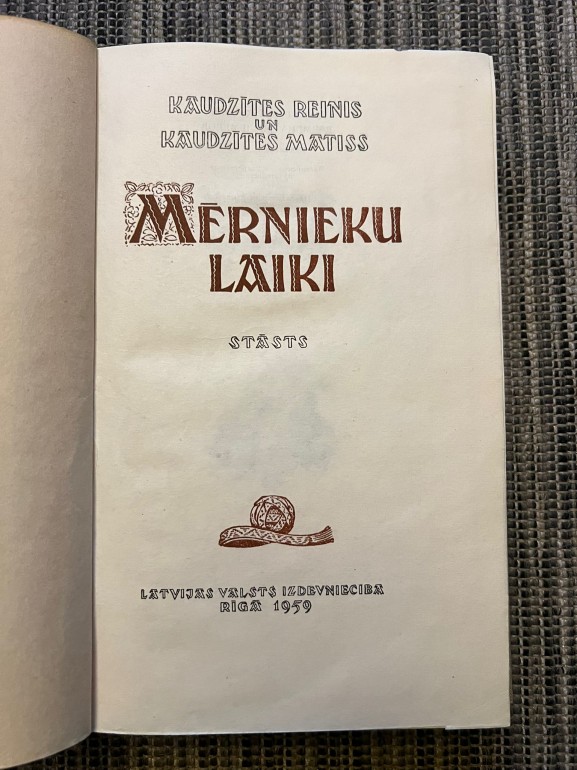 KAUDZĪTES REINIS
UN
KAUDZĪTES MATĪSS
MĒRNIEKU
LAIKI
STĀSTS
LATVIJAS VALSTS IZDEVNIECĪBA
RĪGĀ 1959